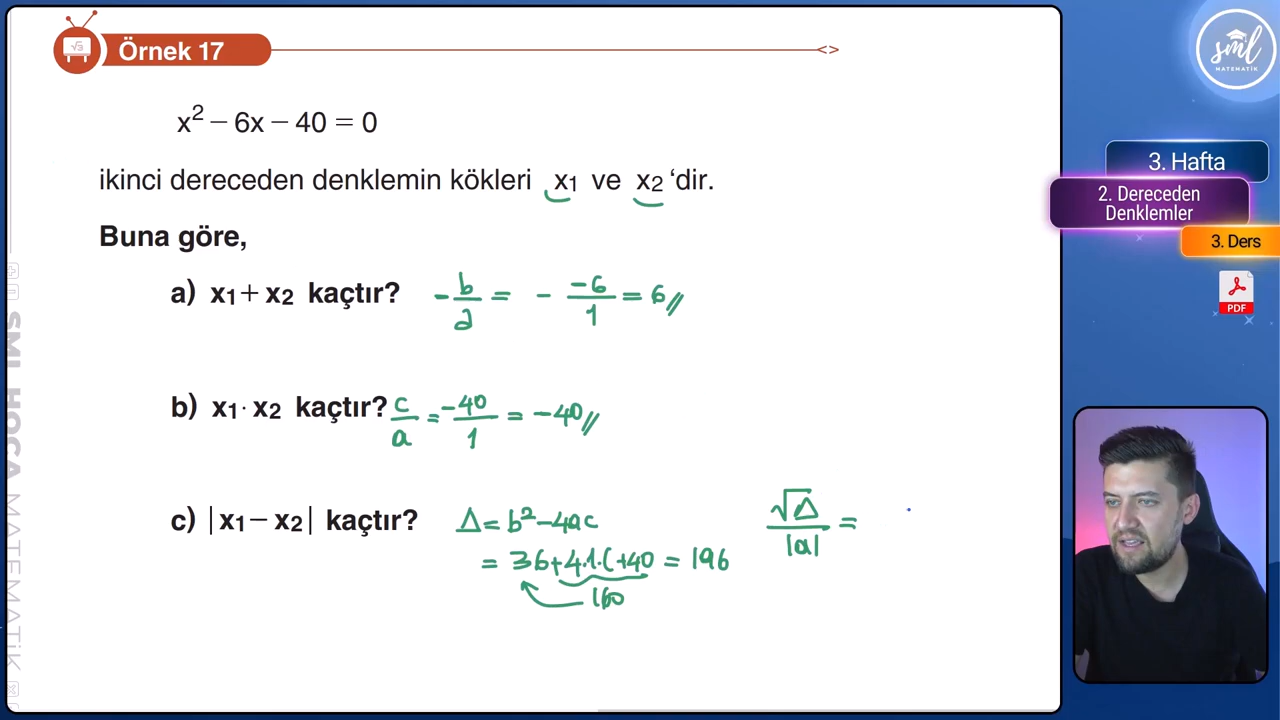 √3 Örnek 17 <>
x² − 6x − 40 = 0
ikinci dereceden denklemin kökleri x₁ ve x₂ 'dir.
Buna göre,
a) x₁ + x₂ kaçtır? -b/a = - -6/1 = 6//
b) x₁ · x₂ kaçtır? c/a = -40/1 = -40//
c) |x₁ − x₂| kaçtır? Δ = b² - 4ac √Δ/|a| =
= 36+4.1.(+40 = 196
160
SML HOCA MATEMATİK
sml
MATEMATİK
3. Hafta
2. Dereceden
Denklemler
3. Ders
PDF